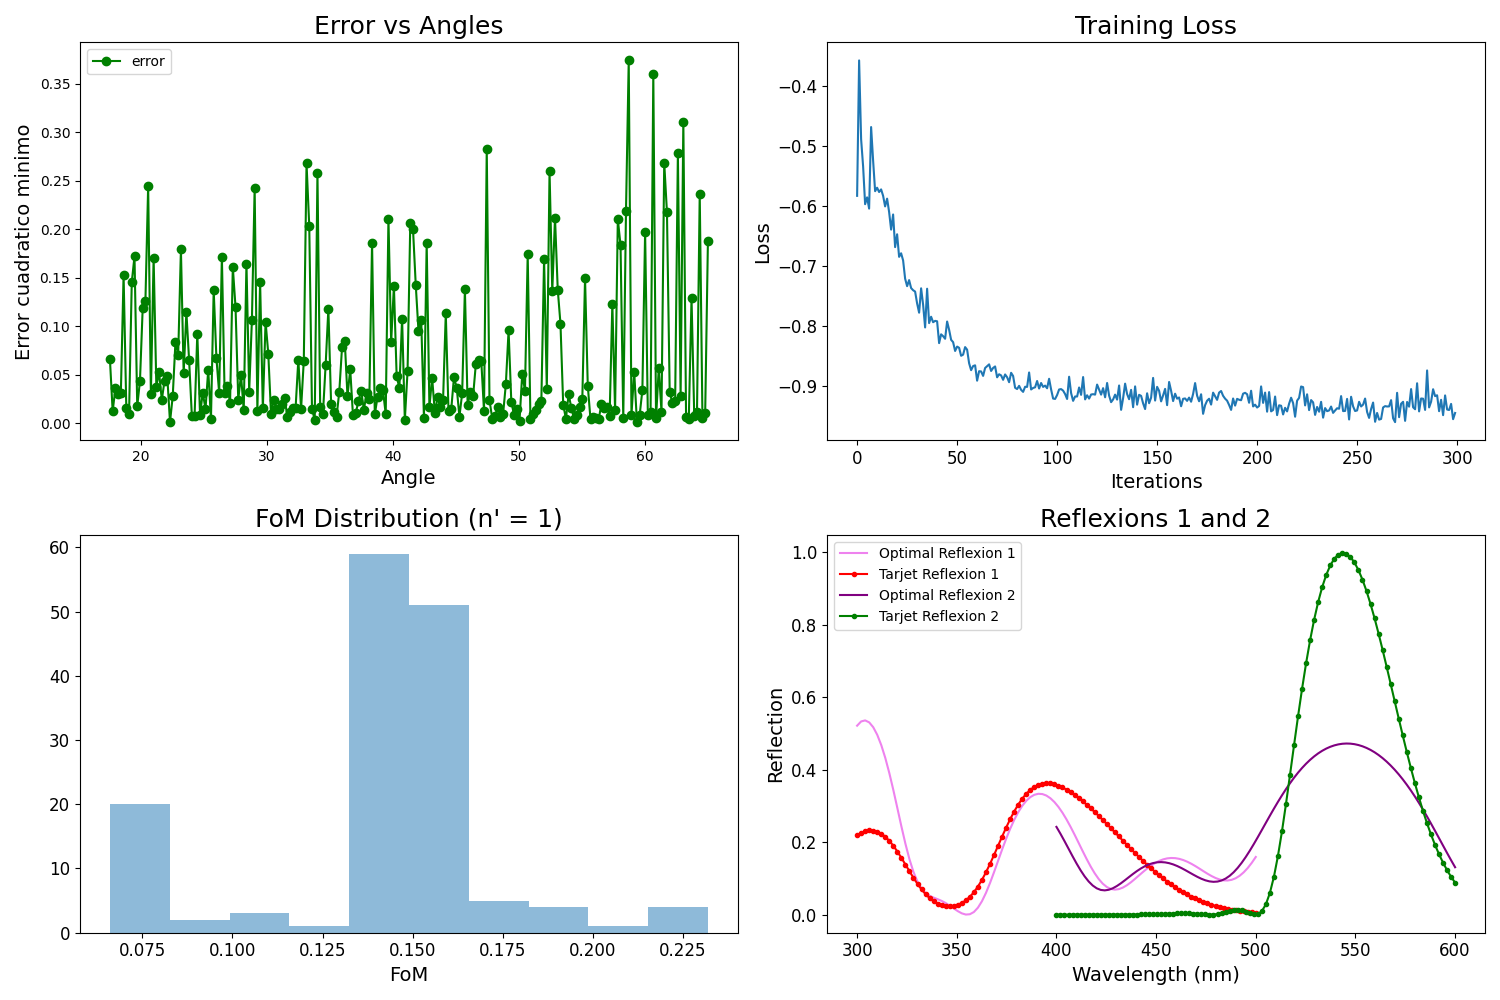 Error vs Angles
error
Error cuadratico minimo
0.35
0.30
0.25
0.20
0.15
0.10
0.05
0.00
20 30 40 50 60
Angle
Training Loss
Loss
−0.4
−0.5
−0.6
−0.7
−0.8
−0.9
0 50 100 150 200 250 300
Iterations
FoM Distribution (n' = 1)
60
50
40
30
20
10
0
0.075 0.100 0.125 0.150 0.175 0.200 0.225
FoM
Reflexions 1 and 2
Optimal Reflexion 1
Tarjet Reflexion 1
Optimal Reflexion 2
Tarjet Reflexion 2
Reflection
1.0
0.8
0.6
0.4
0.2
0.0
300 350 400 450 500 550 600
Wavelength (nm)